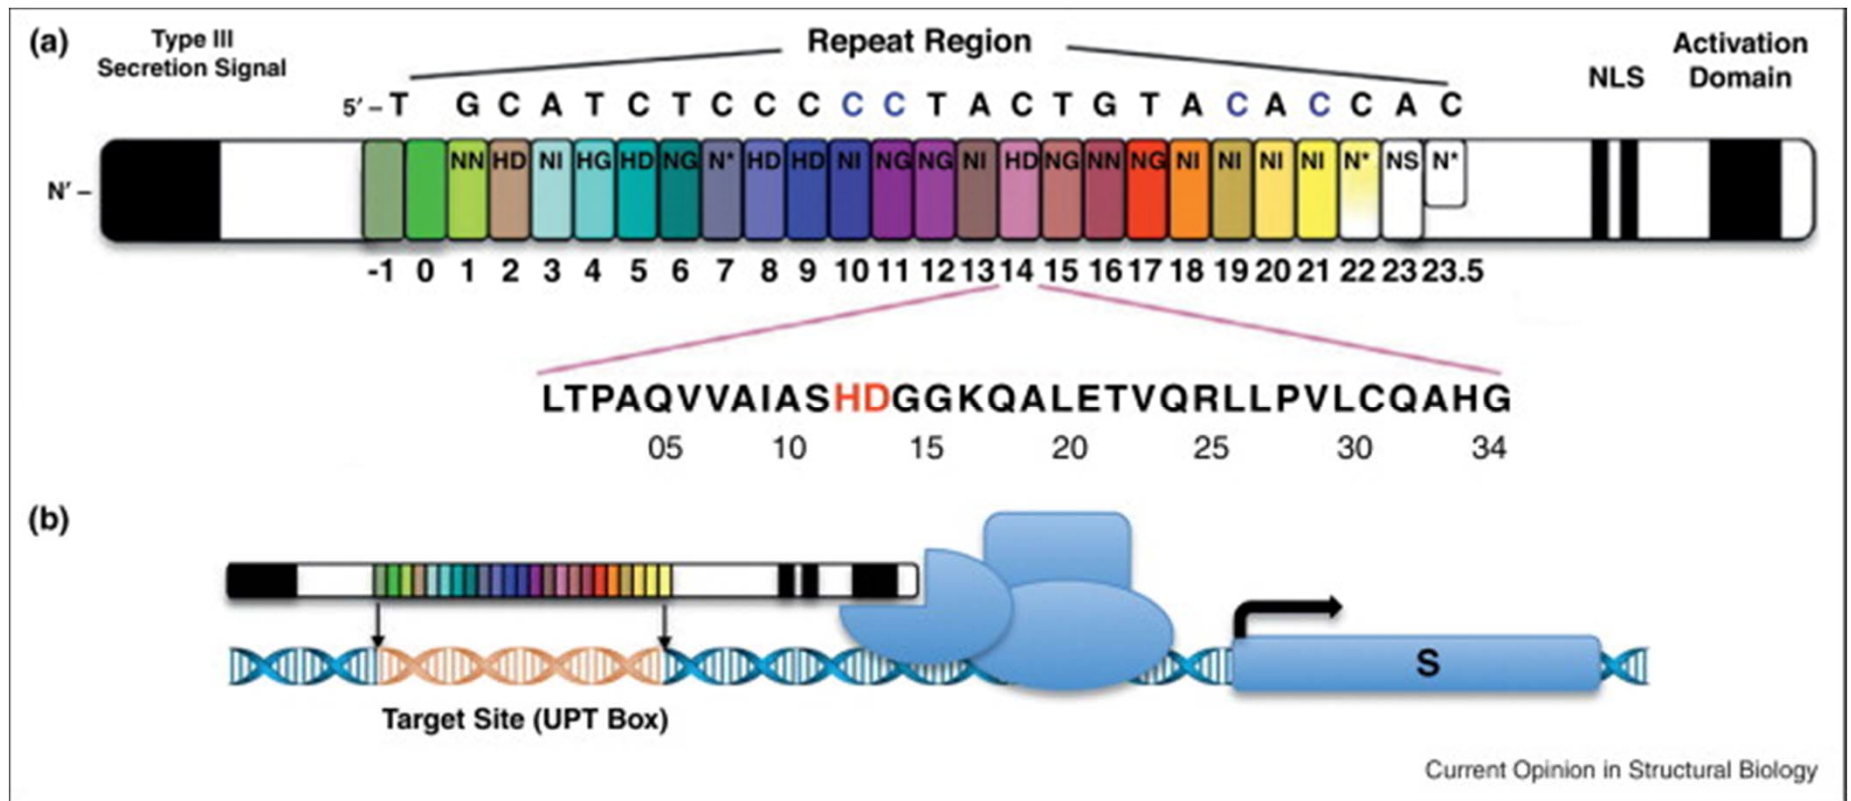 (a)
Type III
Secretion Signal
Repeat Region
NLS
Activation
Domain
5′ – T G C A T C T C C C C C T A C T G T A C A C C A C
N′ –
NN HD NI HG HD NG N* HD HD NI NG NG NI HD NG NN NG NI NI NI NI N* NS N*
-1 0 1 2 3 4 5 6 7 8 9 10 11 12 13 14 15 16 17 18 19 20 21 22 23 23.5
LTPAQVVAIASHDGGKQALETVQRLLPVLCQAHG
05 10 15 20 25 30 34
(b)
S
Target Site (UPT Box)
Current Opinion in Structural Biology